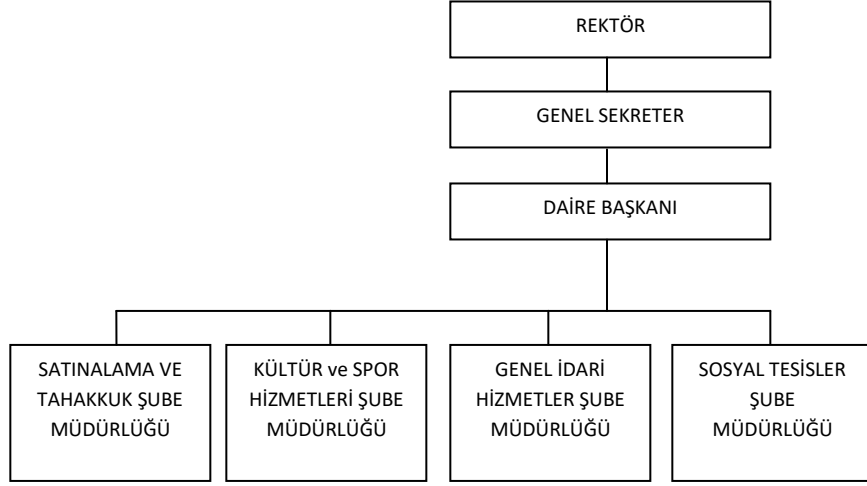 REKTÖR
GENEL SEKRETER
DAİRE BAŞKANI
SATINALAMA VE
TAHAKKUK ŞUBE
MÜDÜRLÜĞÜ
KÜLTÜR ve SPOR
HİZMETLERİ ŞUBE
MÜDÜRLÜĞÜ
GENEL İDARİ
HİZMETLER ŞUBE
MÜDÜRLÜĞÜ
SOSYAL TESİSLER
ŞUBE
MÜDÜRLÜĞÜ